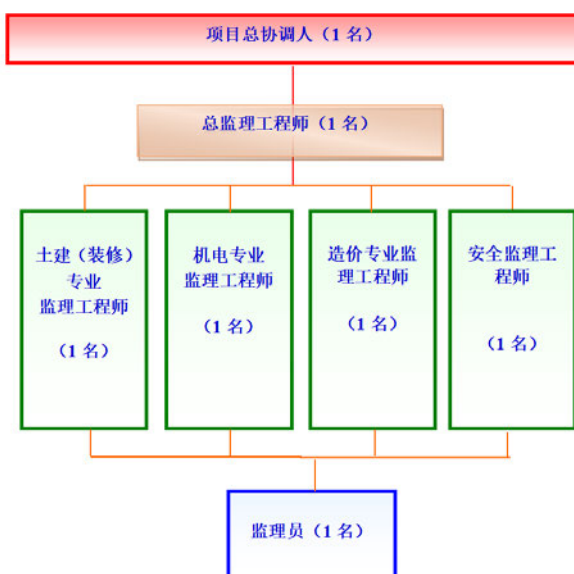 项目总协调人（1 名）
总监理工程师（1 名）
土建（装修）
专业
监理工程师
（1 名）
机电专业
监理工程师
（1 名）
造价专业监
理工程师
（1 名）
安全监理工
程师
（1 名）
监理员（1 名）